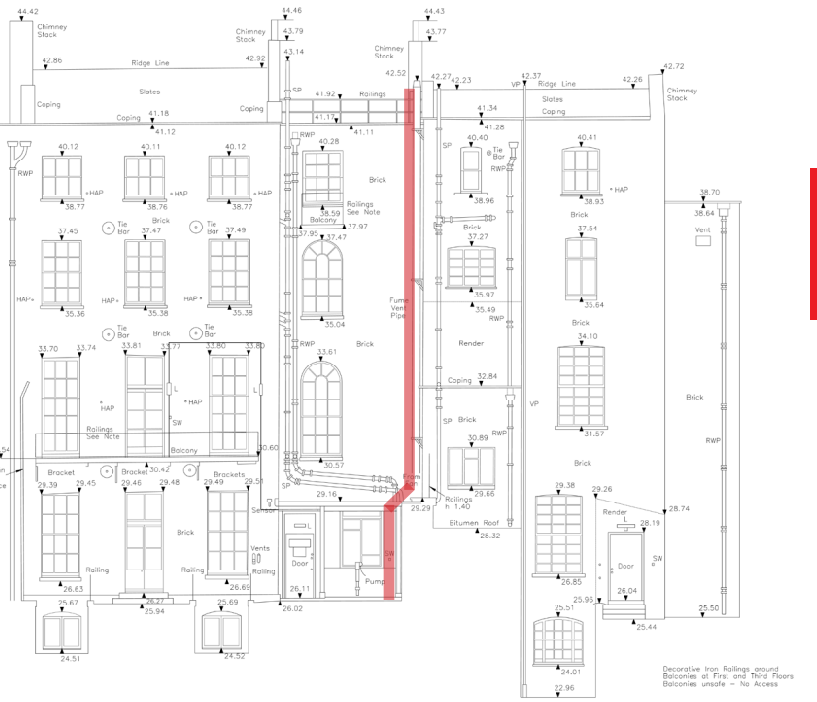 44.42
44.46
44.43
Chimney
Stack
Chimney
Stack
43.79
43.77
43.14
Chimney
Stack
42.86
Ridge Line
42.92
42.52
42.27
42.23
VP
42.37
Ridge Line
42.26
42.72
Chimney
Stack
Slates
SP
41.92
Railings
Slates
Coping
Coping
41.34
Coping
Coping
41.18
41.12
41.17
41.11
41.28
RWP
40.12
40.11
40.12
40.28
SP
40.40
Tie
Bar
40.41
RWP
HAP
HAP
HAP
Brick
RWP
38.77
38.76
38.77
38.59
Railings
See Note
38.96
38.93
HAP
38.70
38.64
Tie
Bar
Brick
Tie
Bar
Balcony
37.95
37.97
Brick
Brick
Vent
37.45
37.47
37.49
37.47
37.27
37.54
HAP
HAP
HAP
Fume
Vent
Pipe
35.97
35.64
35.36
35.38
35.38
35.04
35.49
Tie
Bar
Brick
Tie
Bar
RWP
Brick
Render
RWP
Brick
33.70
33.74
33.81
33.77
33.80
33.80
33.61
34.10
L
L
Coping
32.84
HAP
HAP
VP
Brick
Railings
See Note
SW
SP
Brick
RWP
31.57
RWP
Balcony
30.60
30.57
30.89
Bracket
Bracket
30.42
Brackets
Brick
29.39
29.45
29.46
29.48
29.49
29.51
SP
29.16
29.66
29.38
29.26
Sensor
29.29
Railings
h 1.40
Render
L
28.74
Bitumen Roof
28.32
28.19
Brick
L
Vents
Door
SW
Door
SW
Railing
Railing
Railing
Pump
26.63
26.27
26.69
26.11
26.85
26.04
25.67
25.94
25.69
26.02
25.51
25.95
25.50
25.44
24.51
24.52
24.01
22.96
Decorative Iron Railings around
Balconies at First and Third Floors
Balconies unsafe – No Access